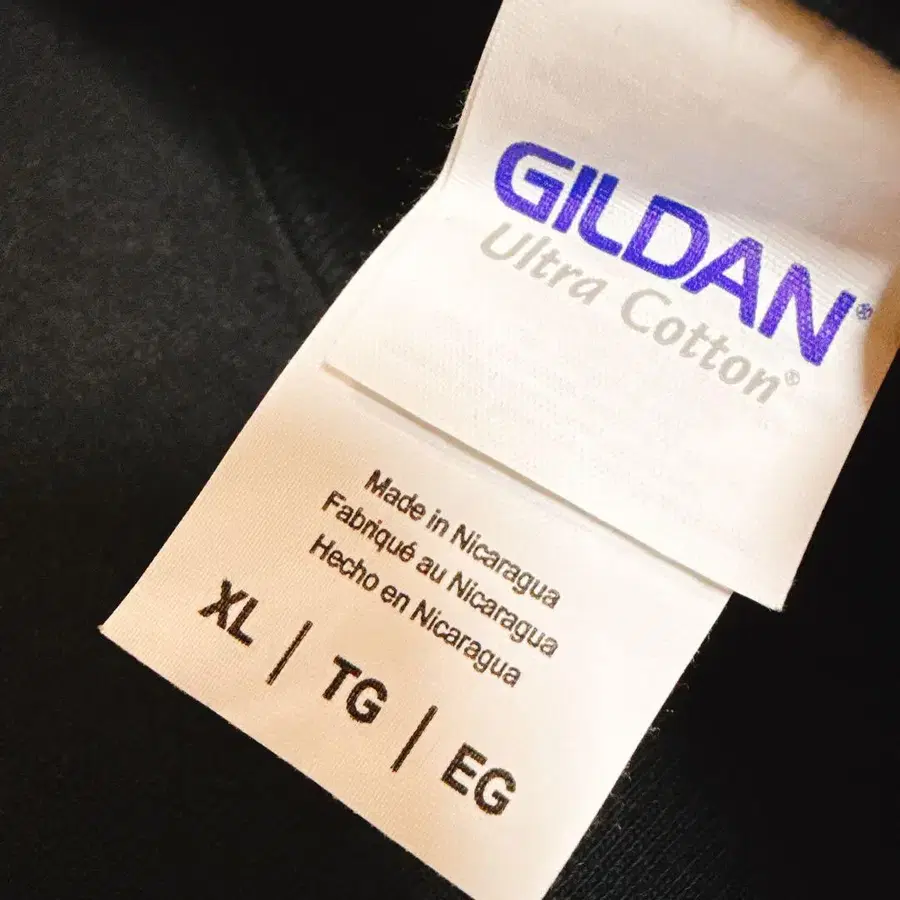 GILDAN®
Ultra Cotton®
Made in Nicaragua
Fabriqué au Nicaragua
Hecho en Nicaragua
XL | TG | EG